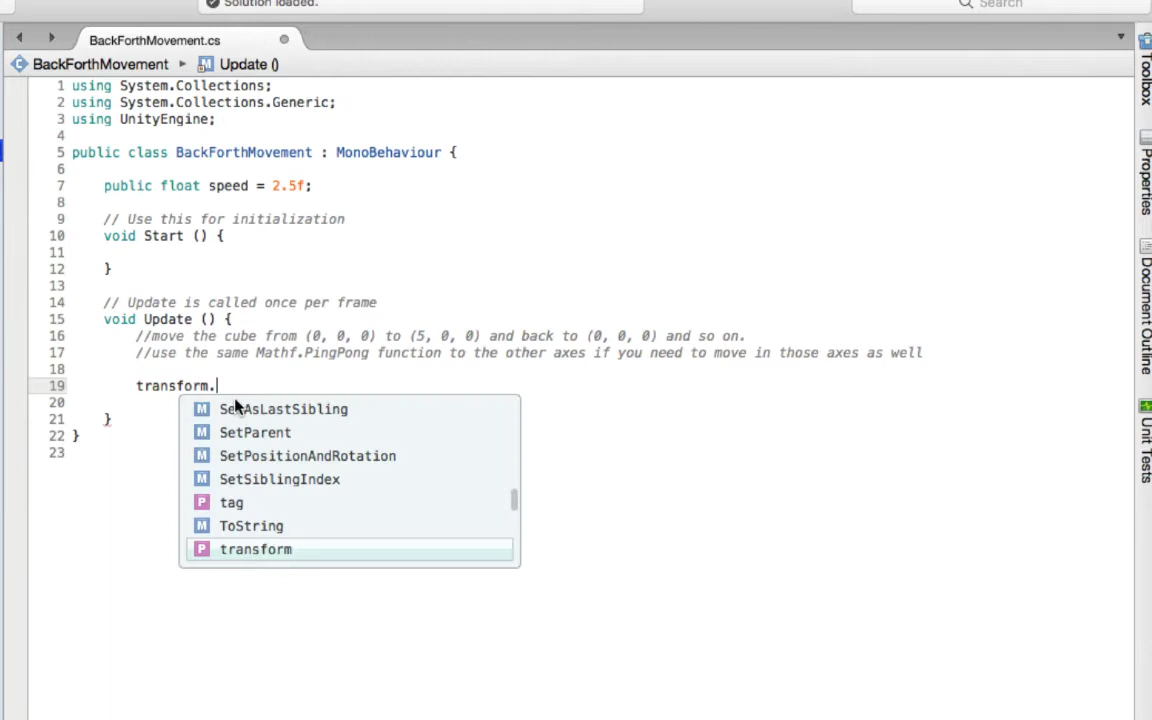 Solution loaded.
Search
BackForthMovement.cs
BackForthMovement
Update ()
1 using System.Collections;
2 using System.Collections.Generic;
3 using UnityEngine;
4
5 public class BackForthMovement : MonoBehaviour {
6
7 public float speed = 2.5f;
8
9 // Use this for initialization
10 void Start () {
11
12 }
13
14 // Update is called once per frame
15 void Update () {
16 //move the cube from (0, 0, 0) to (5, 0, 0) and back to (0, 0, 0) and so on.
17 //use the same Mathf.PingPong function to the other axes if you need to move in those axes as well
18
19 transform.
20
21 }
22 }
23
M SetAsLastSibling
M SetParent
M SetPositionAndRotation
M SetSiblingIndex
P tag
M ToString
P transform
Toolbox
Properties
Document Outline
Unit Tests